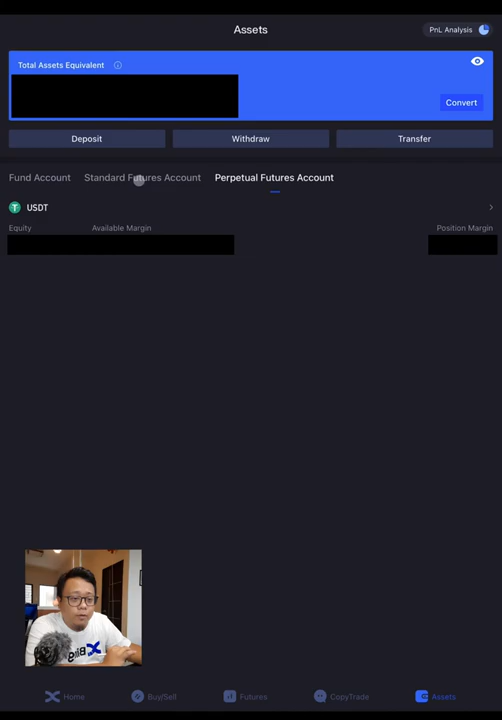 Assets
PnL Analysis
Total Assets Equivalent
Convert
Deposit Withdraw Transfer
Fund Account Standard Futures Account Perpetual Futures Account
USDT
Equity Available Margin Position Margin
Home Buy/Sell Futures CopyTrade Assets